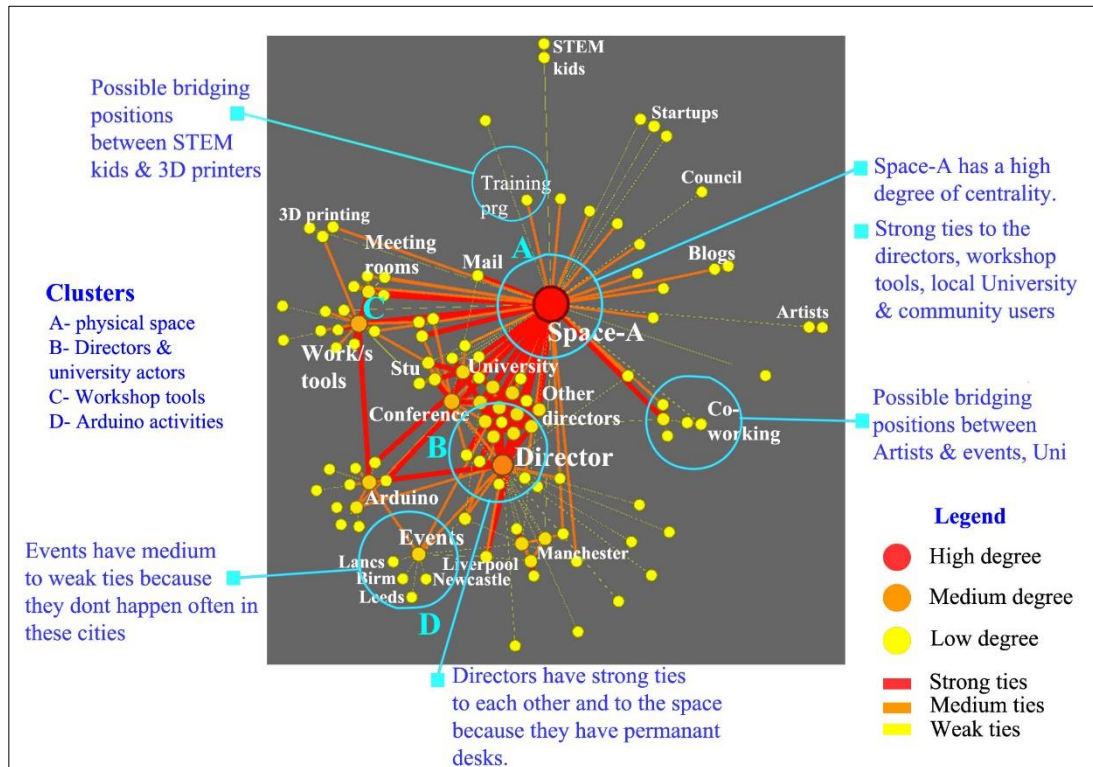 STEM
kids
Possible bridging
positions
between STEM
kids & 3D printers
Startups
Space-A has a high
degree of centrality.
Training
prg
Council
3D printing
Strong ties to the
directors, workshop
tools, local University
& community users
Meeting
rooms
Mail
A
Blogs
Clusters
A- physical space
B- Directors &
university actors
C- Workshop tools
D- Arduino activities
C
Space-A
Artists
Work/s
tools
Stu
University
Other
directors
Conference
Co-
working
Possible bridging
positions between
Artists & events, Uni
B
Director
Arduino
Legend
Events
High degree
Events have medium
to weak ties because
they dont happen often in
these cities
Lancs
Birm
Leeds
Newcastle
Liverpool
Manchester
Medium degree
D
Low degree
Directors have strong ties
to each other and to the space
because they have permanant
desks.
Strong ties
Medium ties
Weak ties